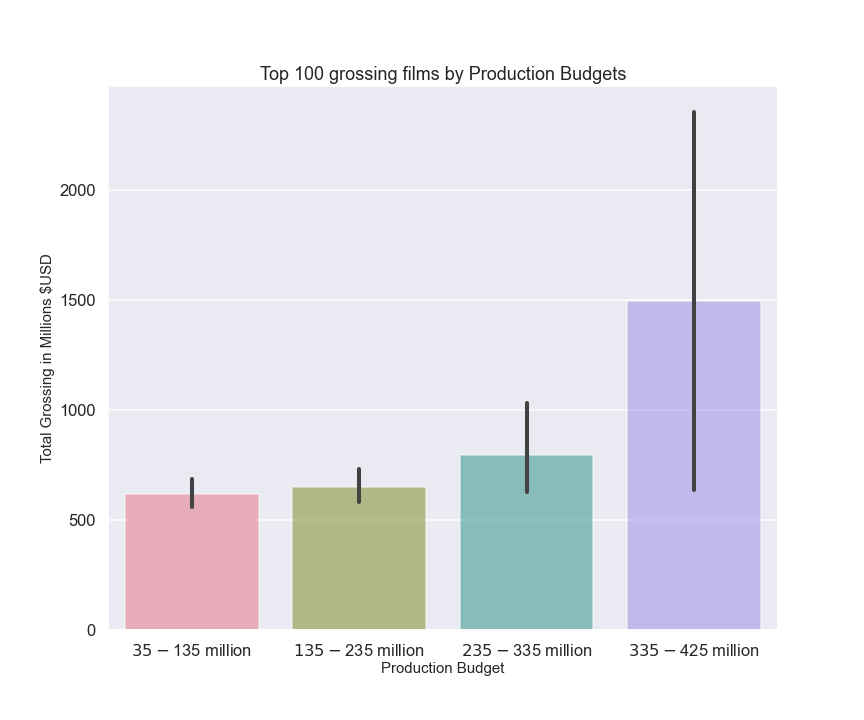 Top 100 grossing films by Production Budgets
Total Grossing in Millions $USD
2000
1500
1000
500
0
35 − 135 million
135 − 235 million
235 − 335 million
335 − 425 million
Production Budget